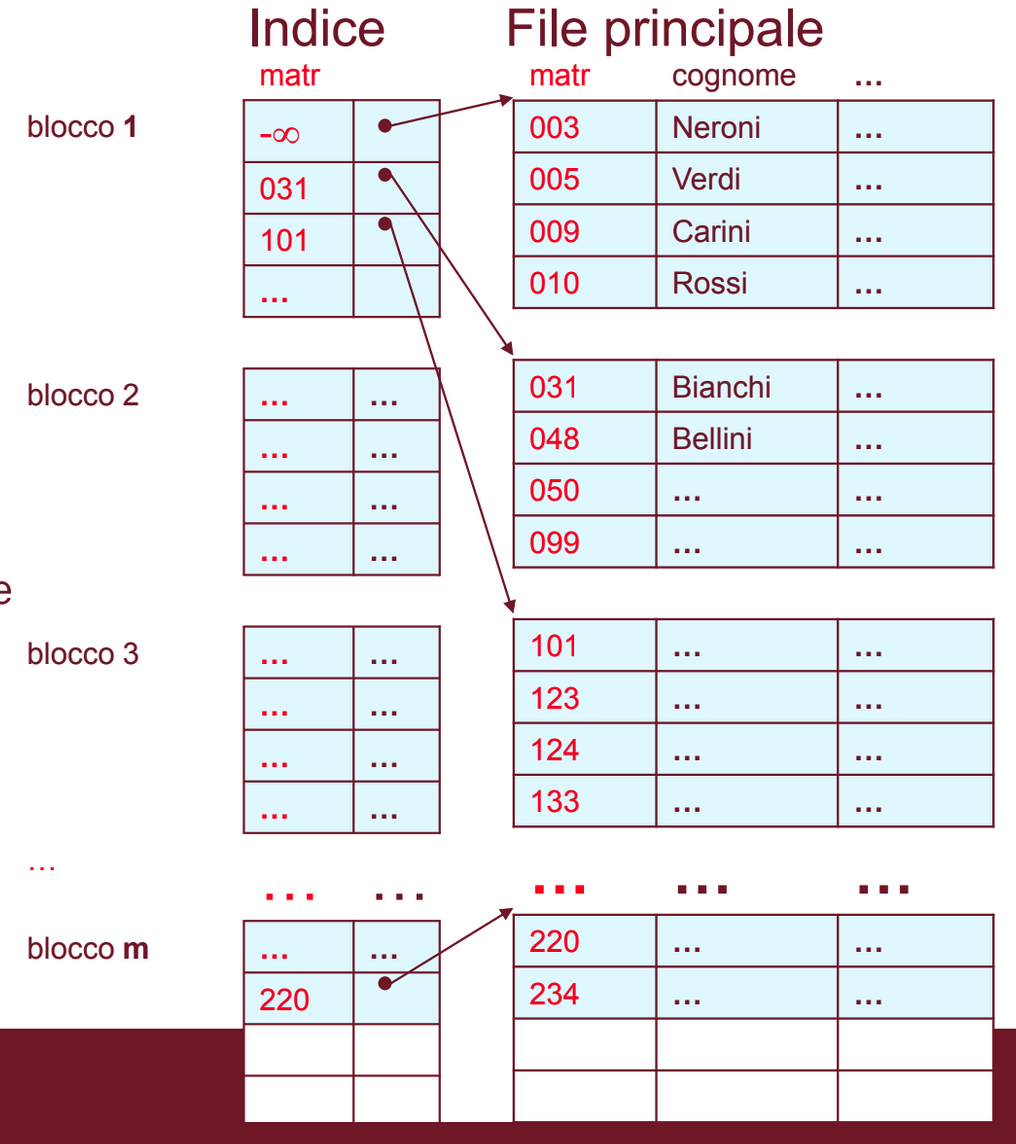 Indice File principale
matr matr cognome ...
blocco 1 -∞ 003 Neroni ...
031 005 Verdi ...
101 009 Carini ...
... 010 Rossi ...
blocco 2 ... ... 031 Bianchi ...
... ... 048 Bellini ...
... ... 050 ... ...
... ... 099 ... ...
e
blocco 3 ... ... 101 ... ...
... ... 123 ... ...
... ... 124 ... ...
... ... 133 ... ...
... ... ... ... ... ...
blocco m ... ... 220 ... ...
220 234 ... ...